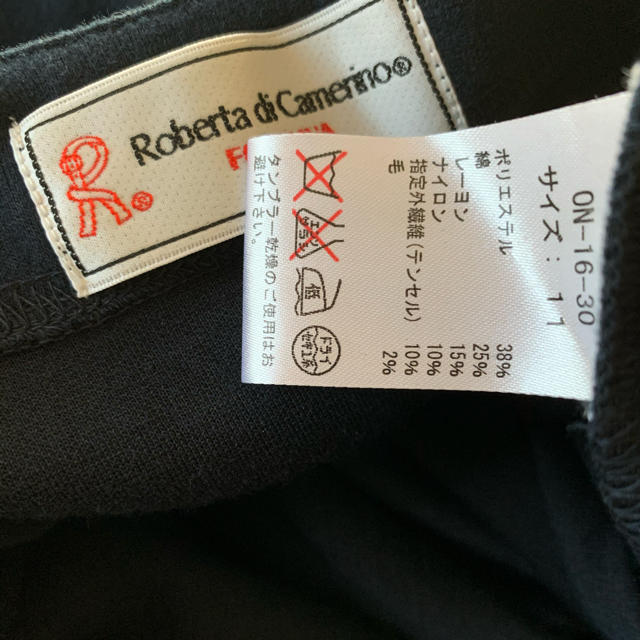 Roberta di Camerino®
®
ON-16-30
サイズ: 11
ポリエステル 38%
綿 25%
レーヨン 15%
ナイロン 10%
指定外繊維(テンセル) 10%
毛 2%
低
ドライ
タンブラー乾燥のご使用はお
避け下さい。